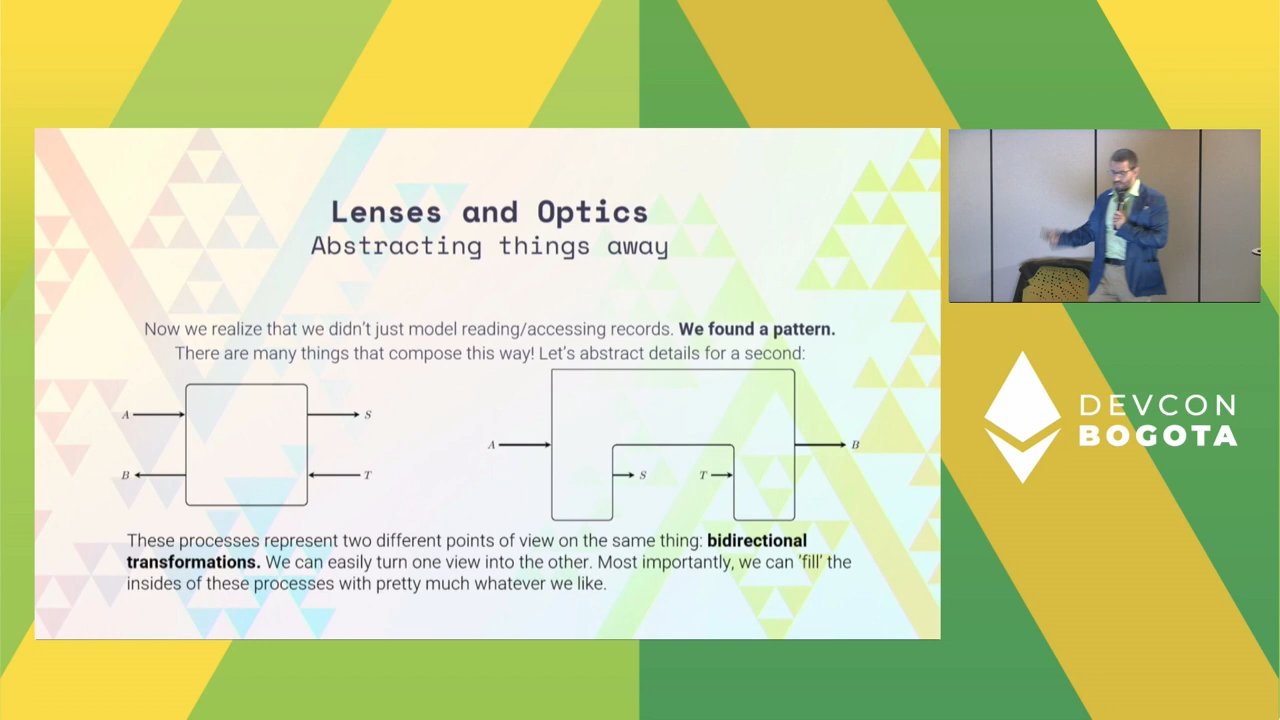 Lenses and Optics
Abstracting things away
Now we realize that we didn't just model reading/accessing records. We found a pattern.
There are many things that compose this way! Let's abstract details for a second:
A
S
B
T
A
B
S
T
These processes represent two different points of view on the same thing: bidirectional
transformations. We can easily turn one view into the other. Most importantly, we can 'fill' the
insides of these processes with pretty much whatever we like.
DEVCON
BOGOTA